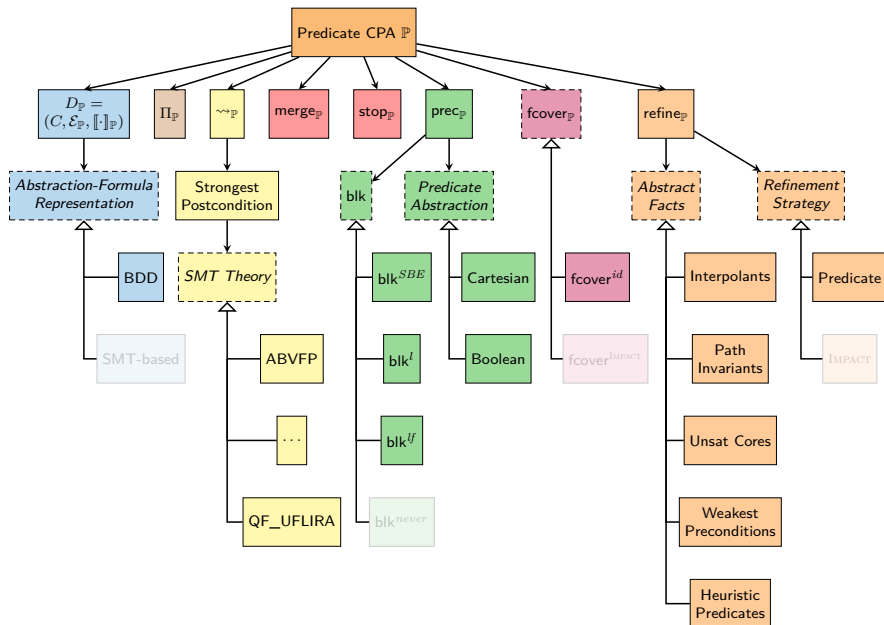 Predicate CPA ℙ
D_ℙ =
(C, ℰ_ℙ, ⟦·⟧_ℙ)
Π_ℙ
⇝_ℙ
merge_ℙ
stop_ℙ
prec_ℙ
fcover_ℙ
refine_ℙ
Abstraction-Formula
Representation
Strongest
Postcondition
blk
Predicate
Abstraction
Abstract
Facts
Refinement
Strategy
BDD
SMT Theory
blk^SBE
Cartesian
fcover^id
Interpolants
Predicate
SMT-based
ABVFP
blk^l
Boolean
fcover^IMPACT
Path
Invariants
IMPACT
...
blk^lf
Unsat Cores
QF_UFLIRA
blk^never
Weakest
Preconditions
Heuristic
Predicates